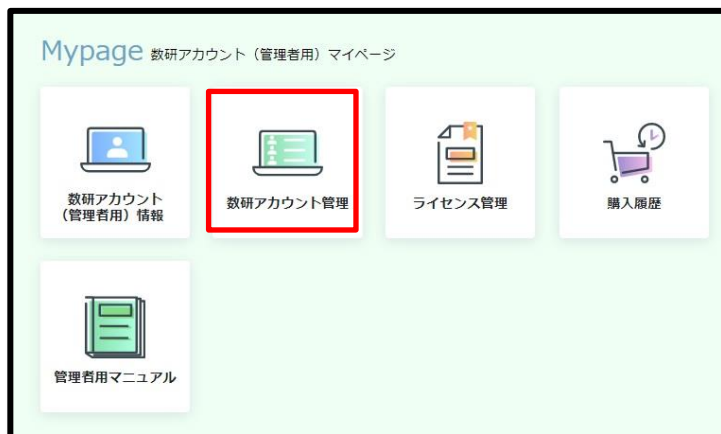 Mypage 数研アカウント（管理者用）マイページ
数研アカウント
（管理者用）情報
数研アカウント管理
ライセンス管理
購入履歴
管理者用マニュアル